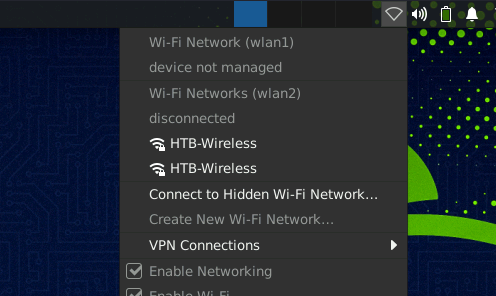 Wi-Fi Network (wlan1)
device not managed
Wi-Fi Networks (wlan2)
disconnected
HTB-Wireless
HTB-Wireless
Connect to Hidden Wi-Fi Network…
Create New Wi-Fi Network…
VPN Connections
Enable Networking
Enable Wi-Fi